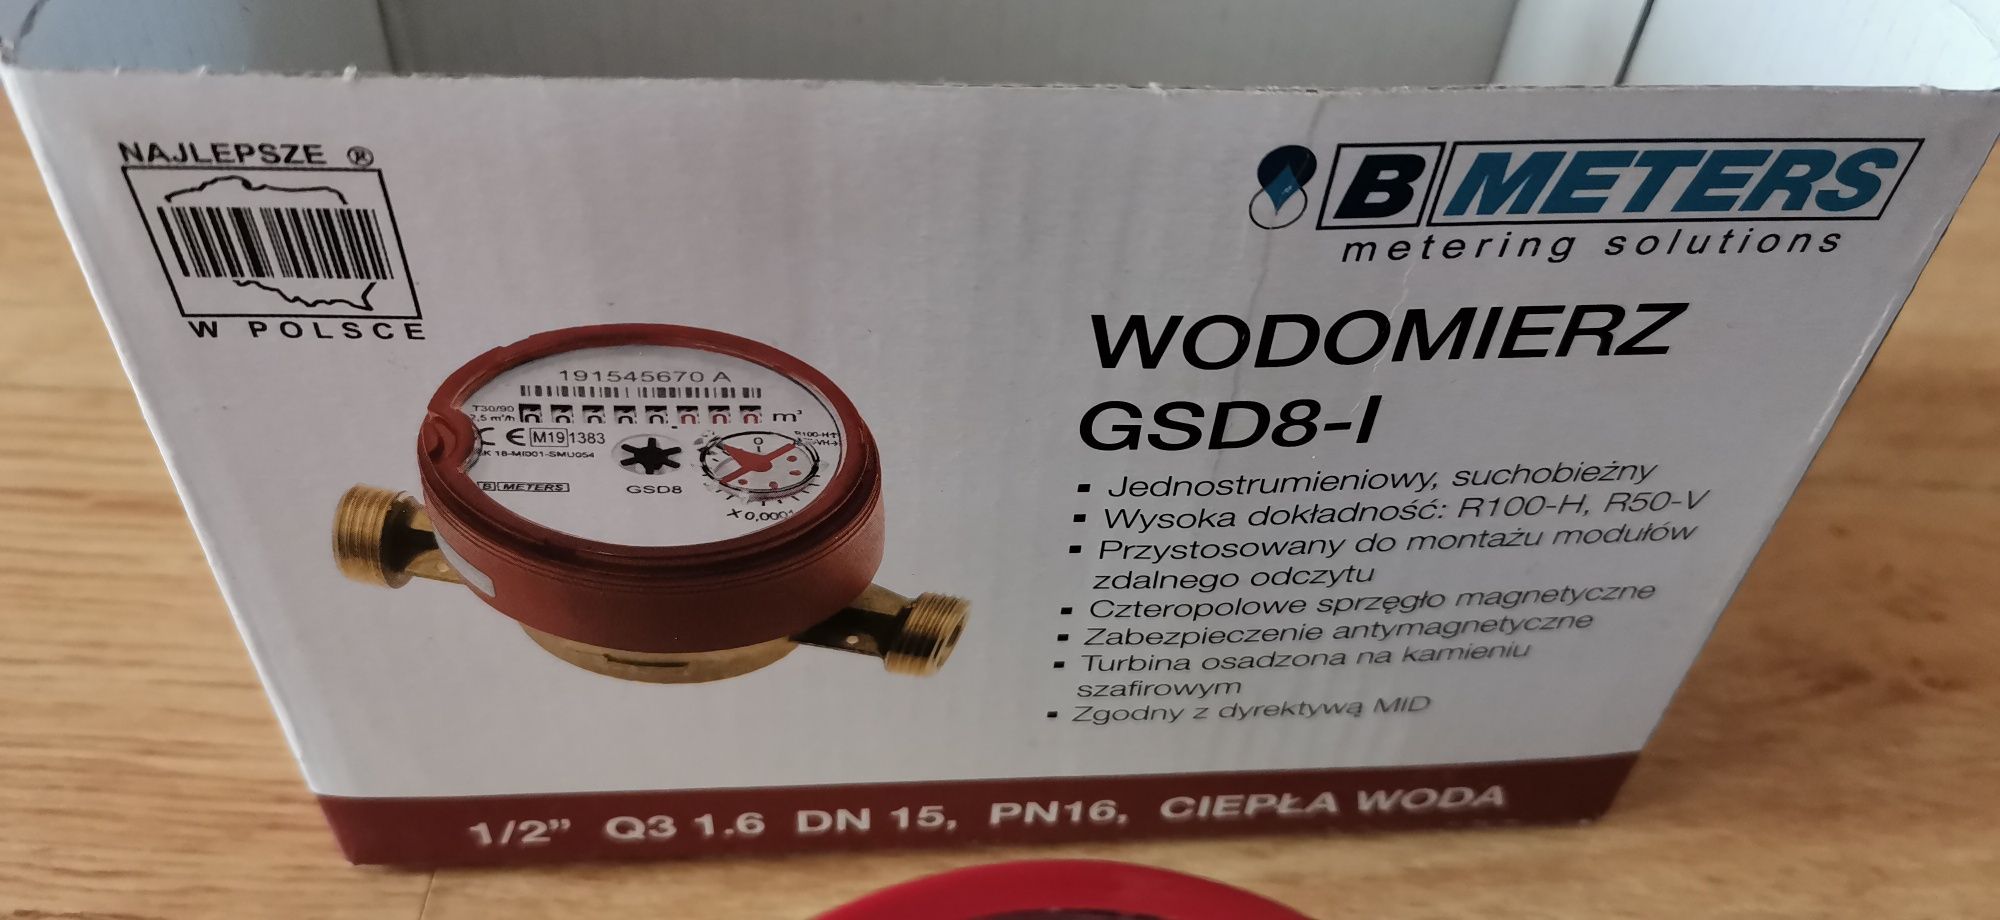 NAJLEPSZE ®
W POLSCE
B METERS
metering solutions
WODOMIERZ
GSD8-I
▪ Jednostrumieniowy, suchobieżny
▪ Wysoka dokładność: R100-H, R50-V
▪ Przystosowany do montażu modułów
zdalnego odczytu
▪ Czteropolowe sprzęgło magnetyczne
▪ Zabezpieczenie antymagnetyczne
▪ Turbina osadzona na kamieniu
szafirowym
▪ Zgodny z dyrektywą MID
191545670 A
T30/90
m³
CE M19 1383
B METERS
GSD8
x 0,0001
1/2” Q3 1.6 DN 15, PN16, CIEPŁA WODA